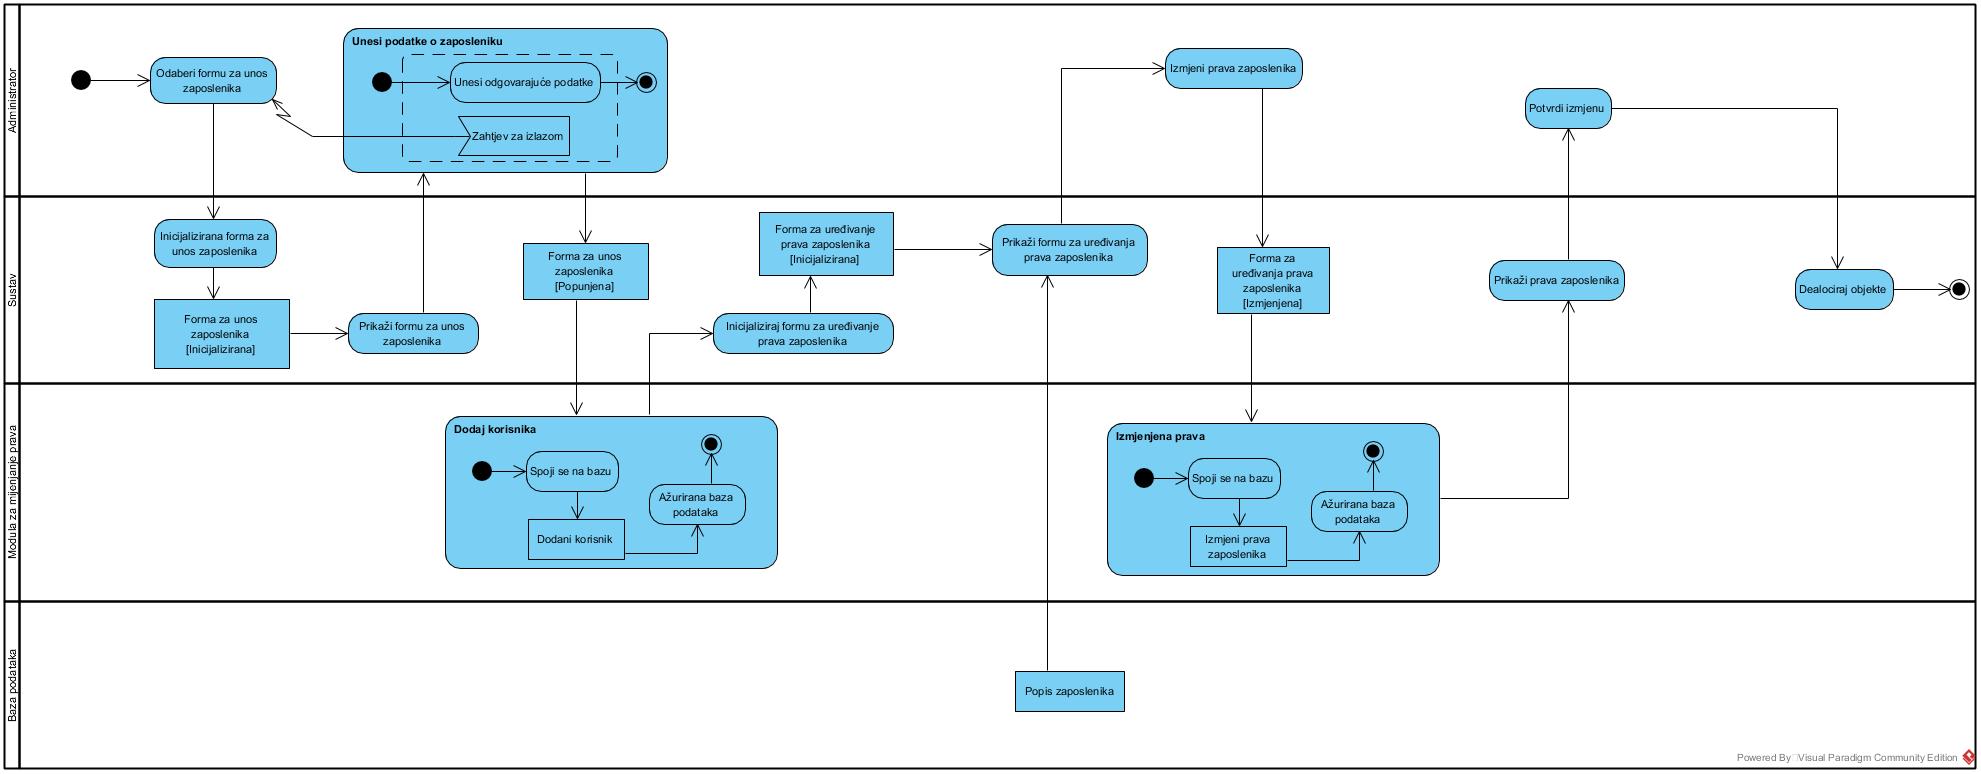 Administrator
Odaberi formu za unos
zaposlenika
Unesi podatke o zaposleniku
Unesi odgovarajuće podatke
Zahtjev za izlazom
Izmjeni prava zaposlenika
Potvrdi izmjenu
Sustav
Inicijalizirana forma za
unos zaposlenika
Forma za unos
zaposlenika
[Inicijalizirana]
Prikaži formu za unos
zaposlenika
Forma za unos
zaposlenika
[Popunjena]
Forma za uređivanje
prava zaposlenika
[Inicijalizirana]
Inicijaliziraj formu za uređivanje
prava zaposlenika
Prikaži formu za uređivanja
prava zaposlenika
Forma za
uređivanja prava
zaposlenika
[Izmjenjena]
Prikaži prava zaposlenika
Dealociraj objekte
Modula za mijenjanje prava
Dodaj korisnika
Spoji se na bazu
Dodani korisnik
Ažurirana baza
podataka
Izmjenjena prava
Spoji se na bazu
Izmjeni prava
zaposlenika
Ažurirana baza
podataka
Baza podataka
Popis zaposlenika
Powered By Visual Paradigm Community Edition